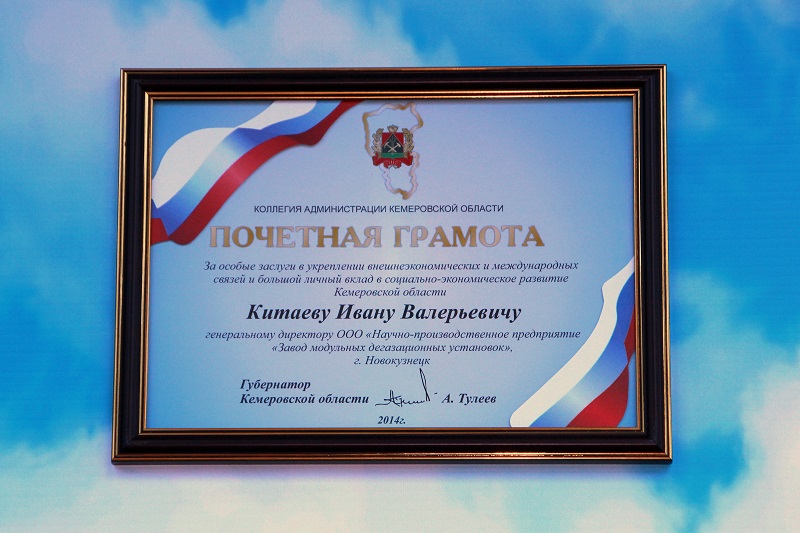 КОЛЛЕГИЯ АДМИНИСТРАЦИИ КЕМЕРОВСКОЙ ОБЛАСТИ
ПОЧЕТНАЯ ГРАМОТА
За особые заслуги в укреплении внешнеэкономических и международных
связей и большой личный вклад в социально-экономическое развитие
Кемеровской области
Китаеву Ивану Валерьевичу
генеральному директору ООО «Научно-производственное предприятие
«Завод модульных дегазационных установок»,
г. Новокузнецк
Губернатор
Кемеровской области А. Тулеев
2014г.